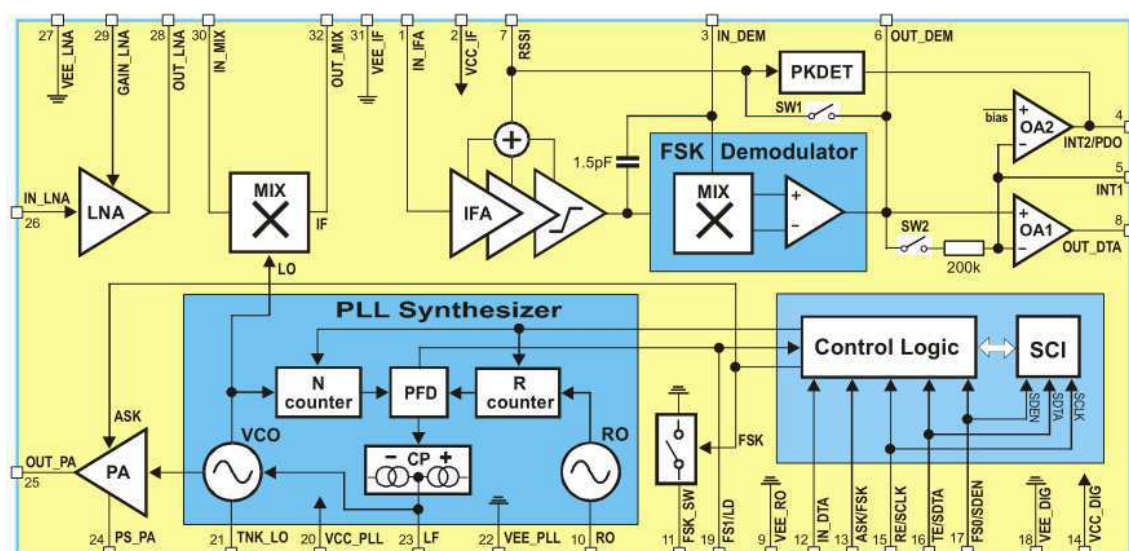 27
VEE_LNA
29
GAIN_LNA
28
OUT_LNA
30
IN_MIX
32
OUT_MIX
31
VEE_IF
1
IN_IFA
2
VCC_IF
7
RSSI
3
IN_DEM
6
OUT_DEM
PKDET
SW1
bias
+
OA2
−
4
INT2/PDO
5
INT1
1.5pF
FSK Demodulator
+
IFA
MIX
+
−
MIX
IF
LO
IN_LNA
26
LNA
SW2
200k
+
OA1
−
8
OUT_DTA
PLL Synthesizer
N
counter
PFD
R
counter
Control Logic
SCI
SDEN
SDTA
SCLK
ASK
VCO
− CP +
RO
FSK
OUT_PA
25
PA
24
PS_PA
21
TNK_LO
20
VCC_PLL
23
LF
22
VEE_PLL
10
RO
11
FSK_SW
19
FS1/LD
9
VEE_RO
12
IN_DTA
13
ASK/FSK
15
RE/SCLK
16
TE/SDTA
17
FS0/SDEN
18
VEE_DIG
14
VCC_DIG